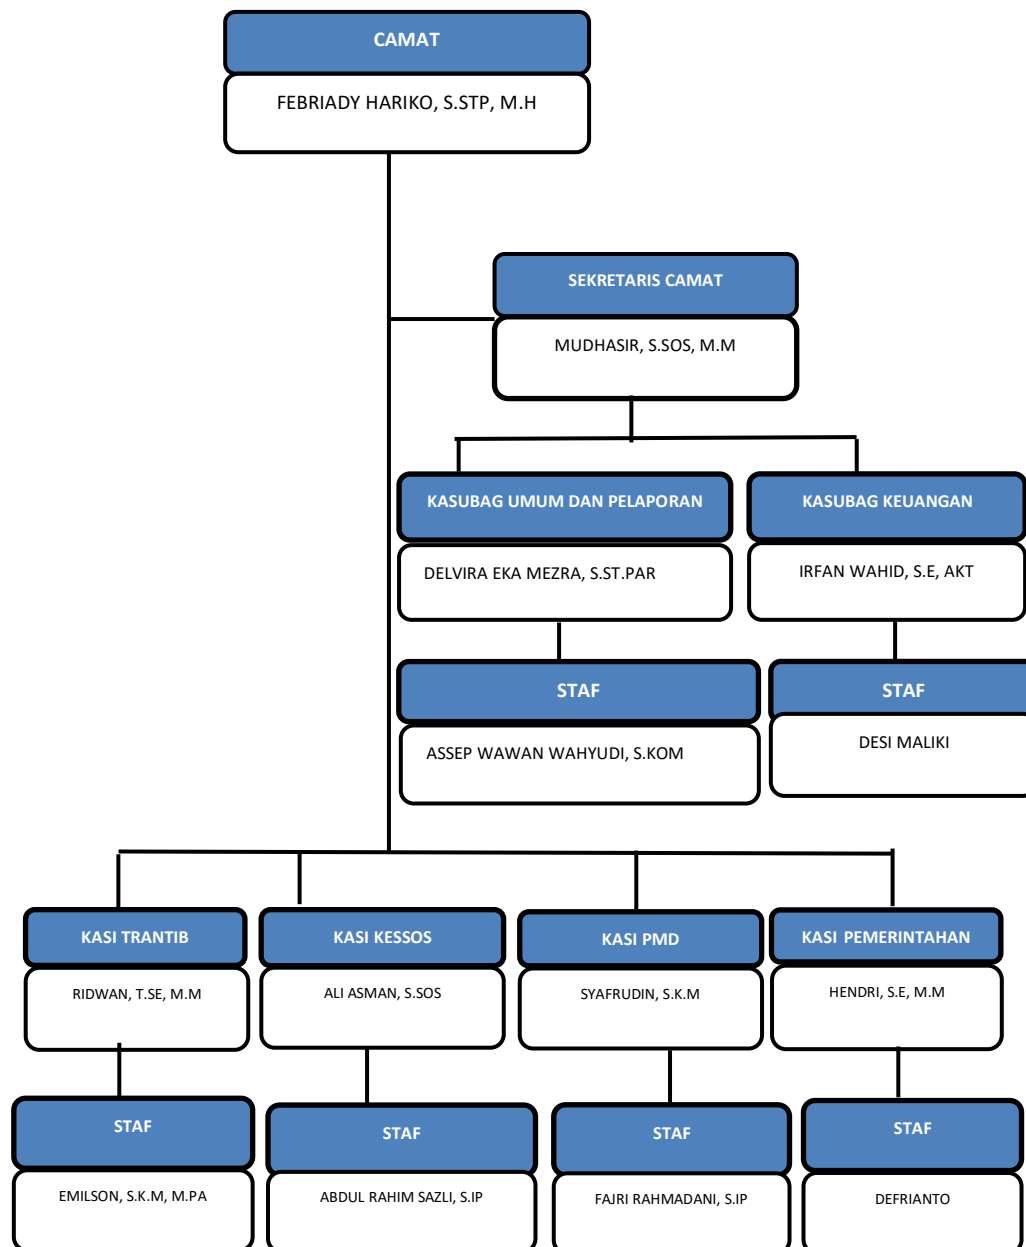 CAMAT
FEBRIADY HARIKO, S.STP, M.H
SEKRETARIS CAMAT
MUDHASIR, S.SOS, M.M
KASUBAG UMUM DAN PELAPORAN
DELVIRA EKA MEZRA, S.ST.PAR
KASUBAG KEUANGAN
IRFAN WAHID, S.E, AKT
STAF
ASSEP WAWAN WAHYUDI, S.KOM
STAF
DESI MALIKI
KASI TRANTIB
RIDWAN, T.SE, M.M
KASI KESSOS
ALI ASMAN, S.SOS
KASI PMD
SYAFRUDIN, S.K.M
KASI PEMERINTAHAN
HENDRI, S.E, M.M
STAF
EMILSON, S.K.M, M.PA
STAF
ABDUL RAHIM SAZLI, S.IP
STAF
FAJRI RAHMADANI, S.IP
STAF
DEFRIANTO